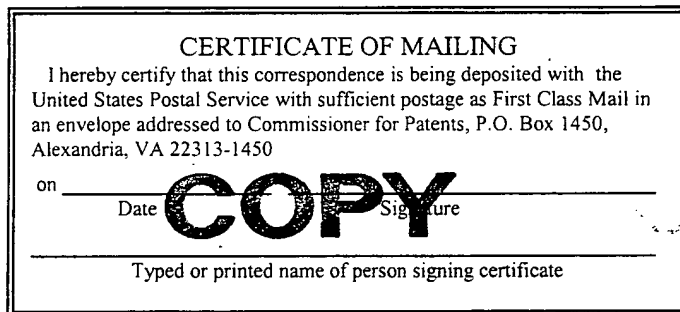 CERTIFICATE OF MAILING
I hereby certify that this correspondence is being deposited with the
United States Postal Service with sufficient postage as First Class Mail in
an envelope addressed to Commissioner for Patents, P.O. Box 1450,
Alexandria, VA 22313-1450
on
Date Signature
COPY
Typed or printed name of person signing certificate